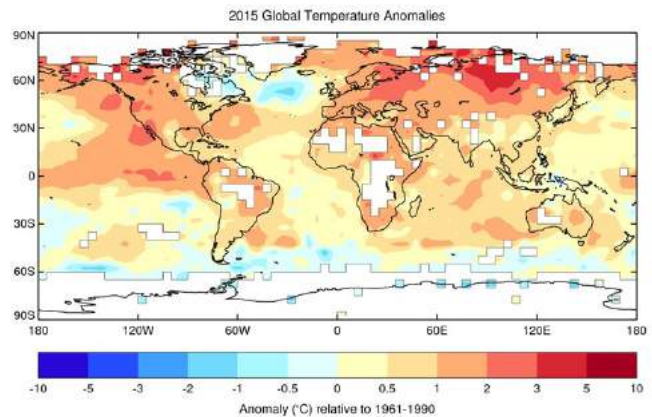 2015 Global Temperature Anomalies
90N
60N
30N
0
30S
60S
90S
180 120W 60W 0 60E 120E 180
-10 -5 -3 -2 -1 -0.5 0 0.5 1 2 3 5 10
Anomaly (°C) relative to 1961-1990